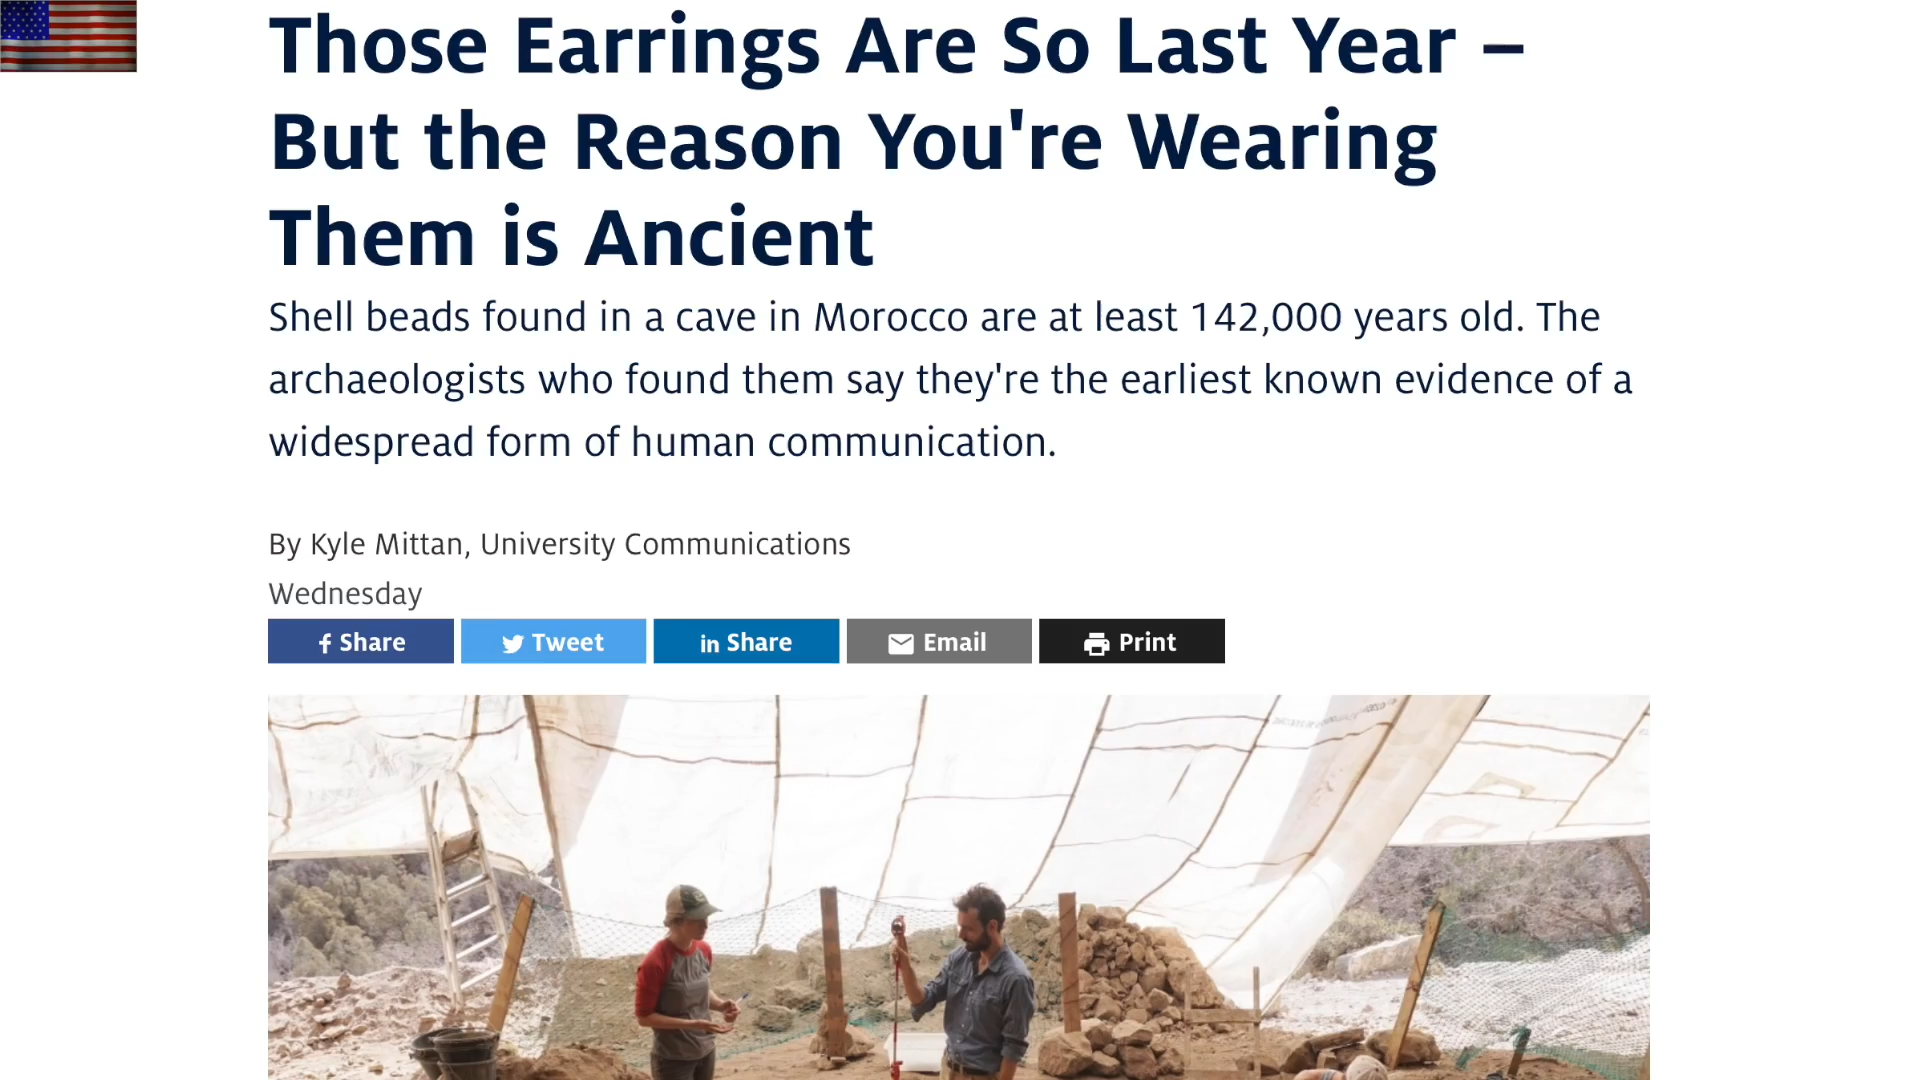 Those Earrings Are So Last Year –
But the Reason You're Wearing
Them is Ancient
Shell beads found in a cave in Morocco are at least 142,000 years old. The
archaeologists who found them say they're the earliest known evidence of a
widespread form of human communication.
By Kyle Mittan, University Communications
Wednesday
Share
Tweet
in Share
Email
Print